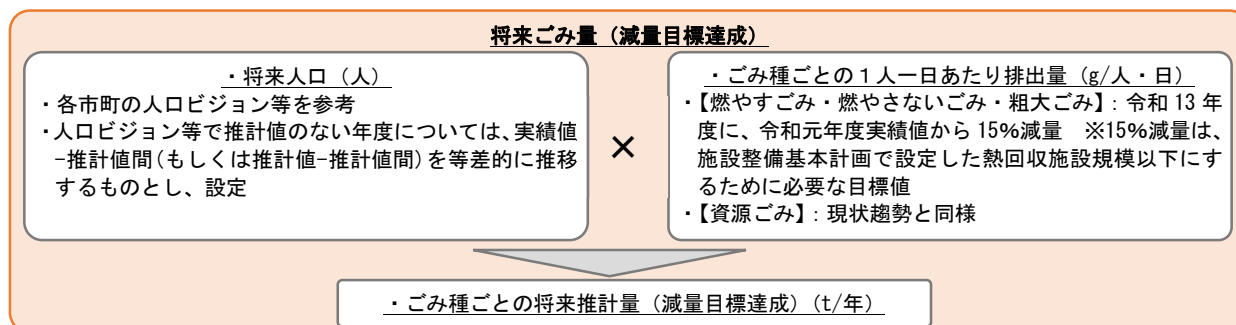 将来ごみ量（減量目標達成）
・将来人口（人）
・各市町の人口ビジョン等を参考
・人口ビジョン等で推計値のない年度については、実績値
-推計値間(もしくは推計値-推計値間)を等差的に推移
するものとし、設定
×
・ごみ種ごとの１人一日あたり排出量（g/人・日）
・【燃やすごみ・燃やさないごみ・粗大ごみ】：令和 13 年
度に、令和元年度実績値から 15%減量　※15%減量は、
施設整備基本計画で設定した熱回収施設規模以下にす
るために必要な目標値
・【資源ごみ】：現状趨勢と同様
・ごみ種ごとの将来推計量（減量目標達成）（t/年）